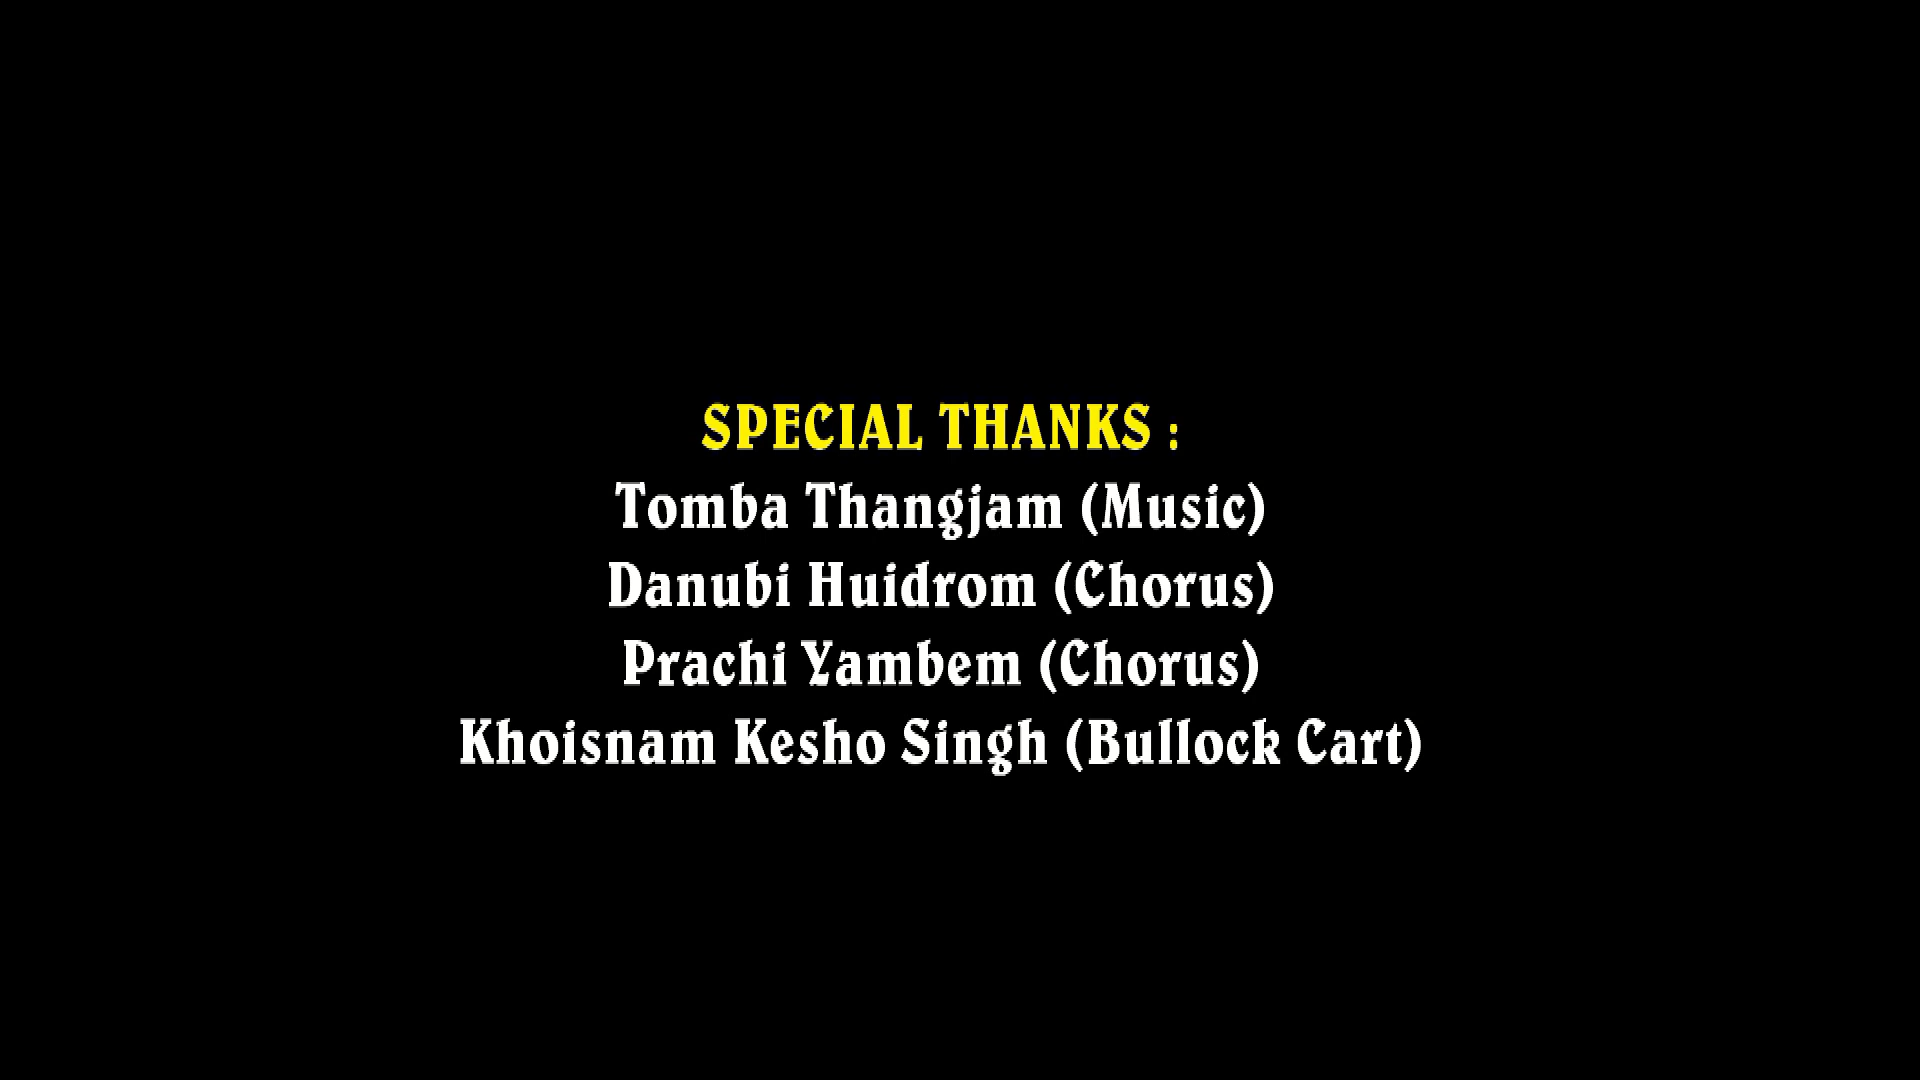 SPECIAL THANKS :
Tomba Thangjam (Music)
Danubi Huidrom (Chorus)
Prachi Yambem (Chorus)
Khoisnam Kesho Singh (Bullock Cart)